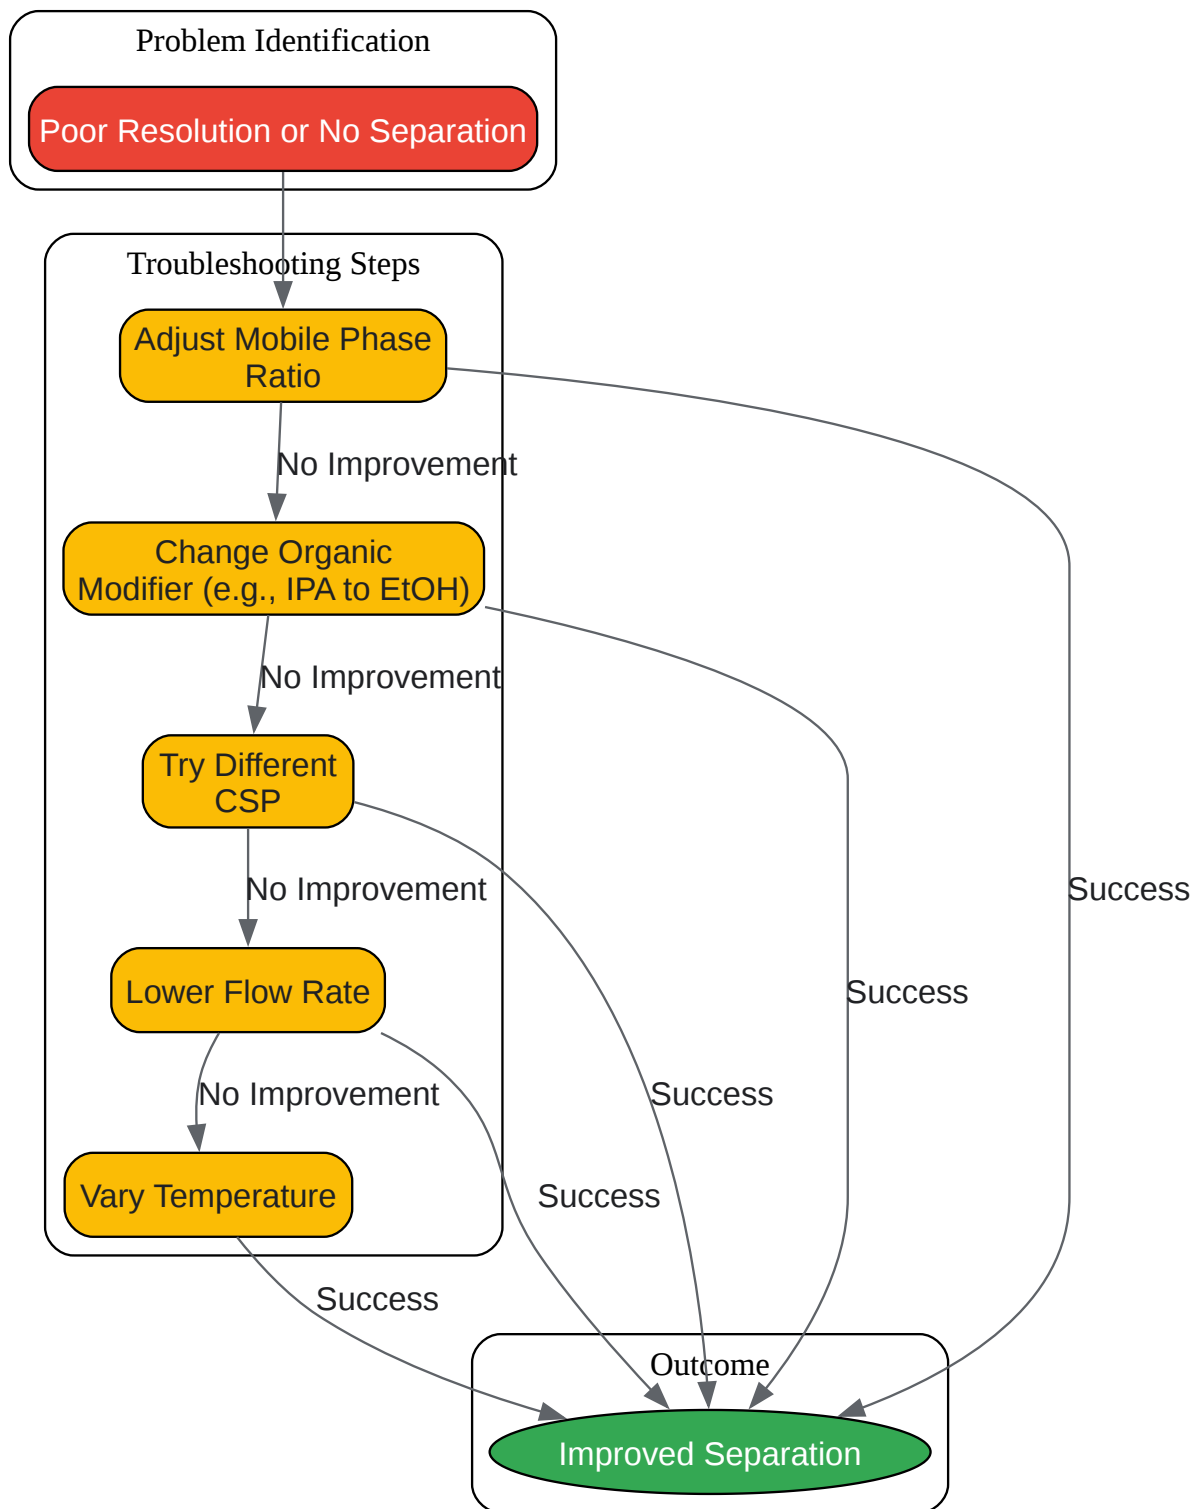 Problem Identification
Poor Resolution or No Separation
Troubleshooting Steps
Adjust Mobile Phase
Ratio
No Improvement
Change Organic
Modifier (e.g., IPA to EtOH)
No Improvement
Try Different
CSP
No Improvement
Success
Lower Flow Rate
Success
No Improvement
Success
Vary Temperature
Success
Success
Outcome
Improved Separation